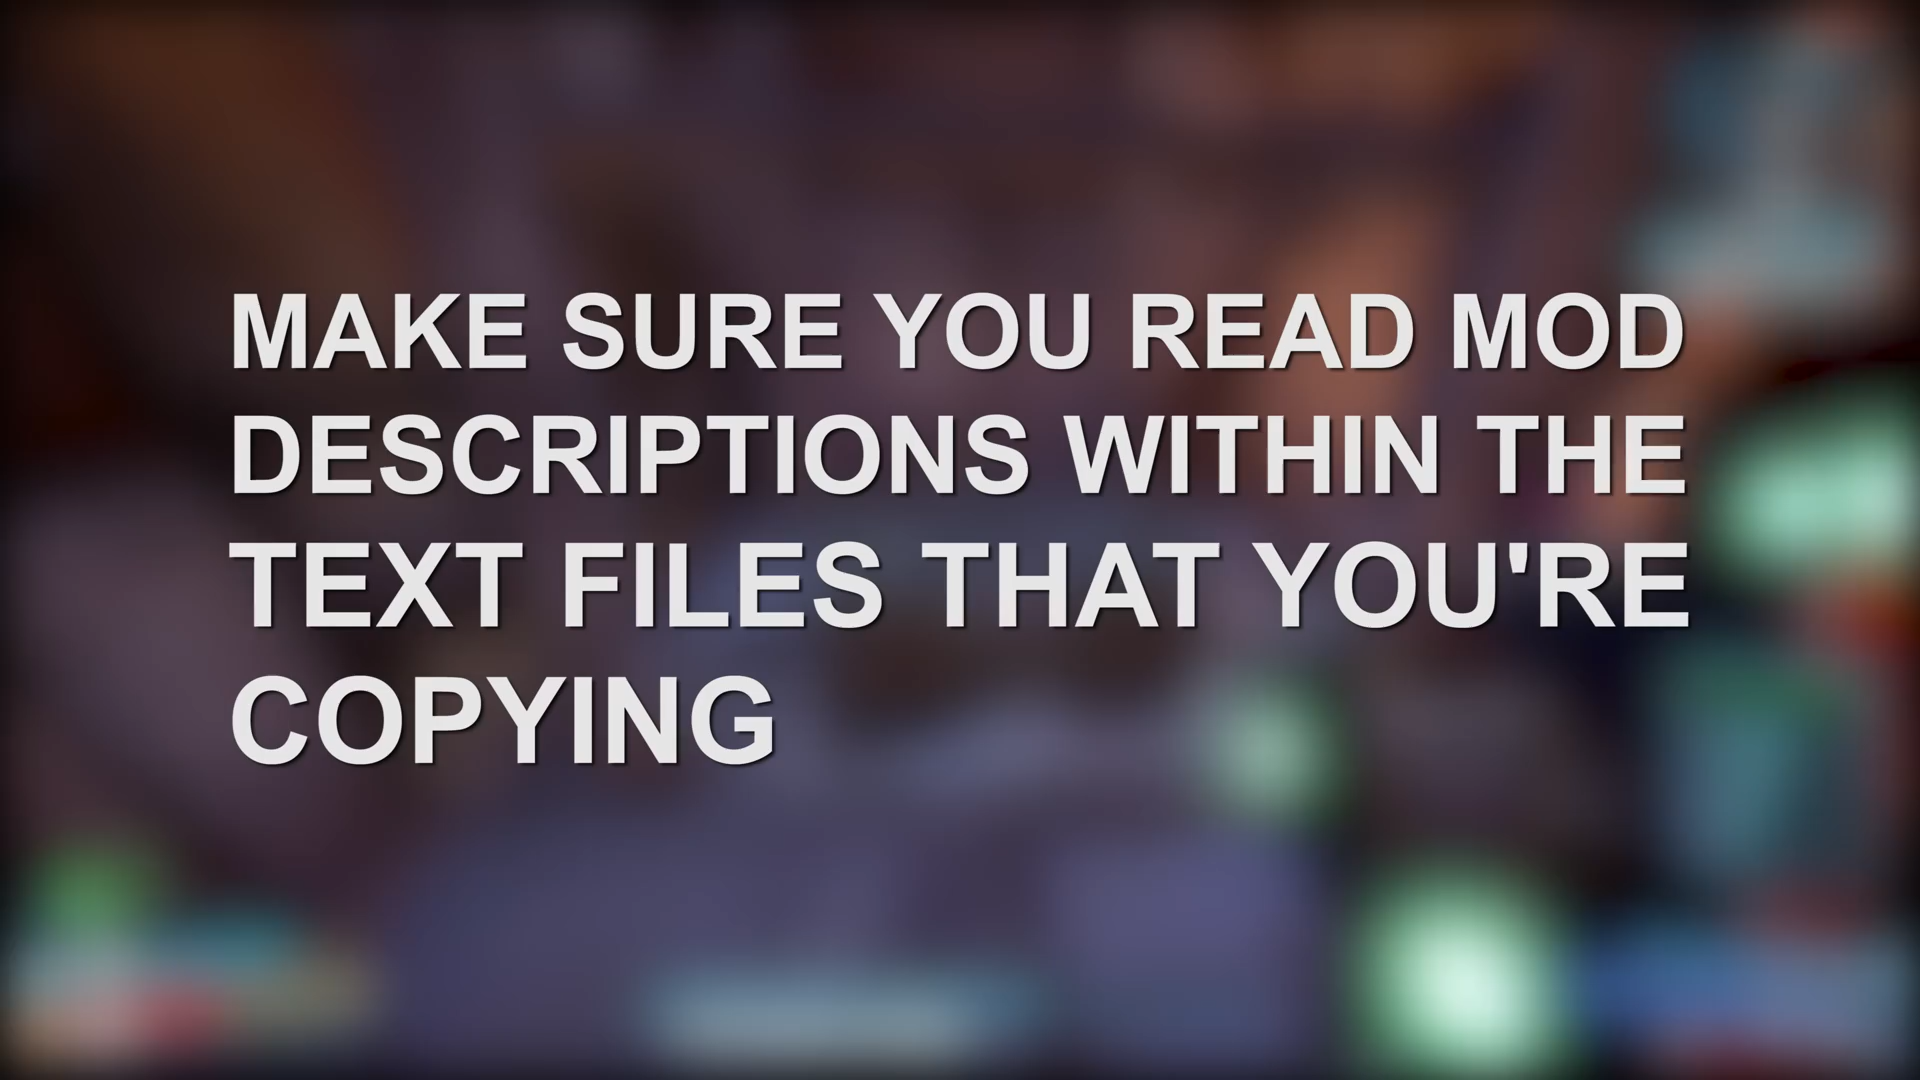 MAKE SURE YOU READ MOD
DESCRIPTIONS WITHIN THE
TEXT FILES THAT YOU'RE
COPYING